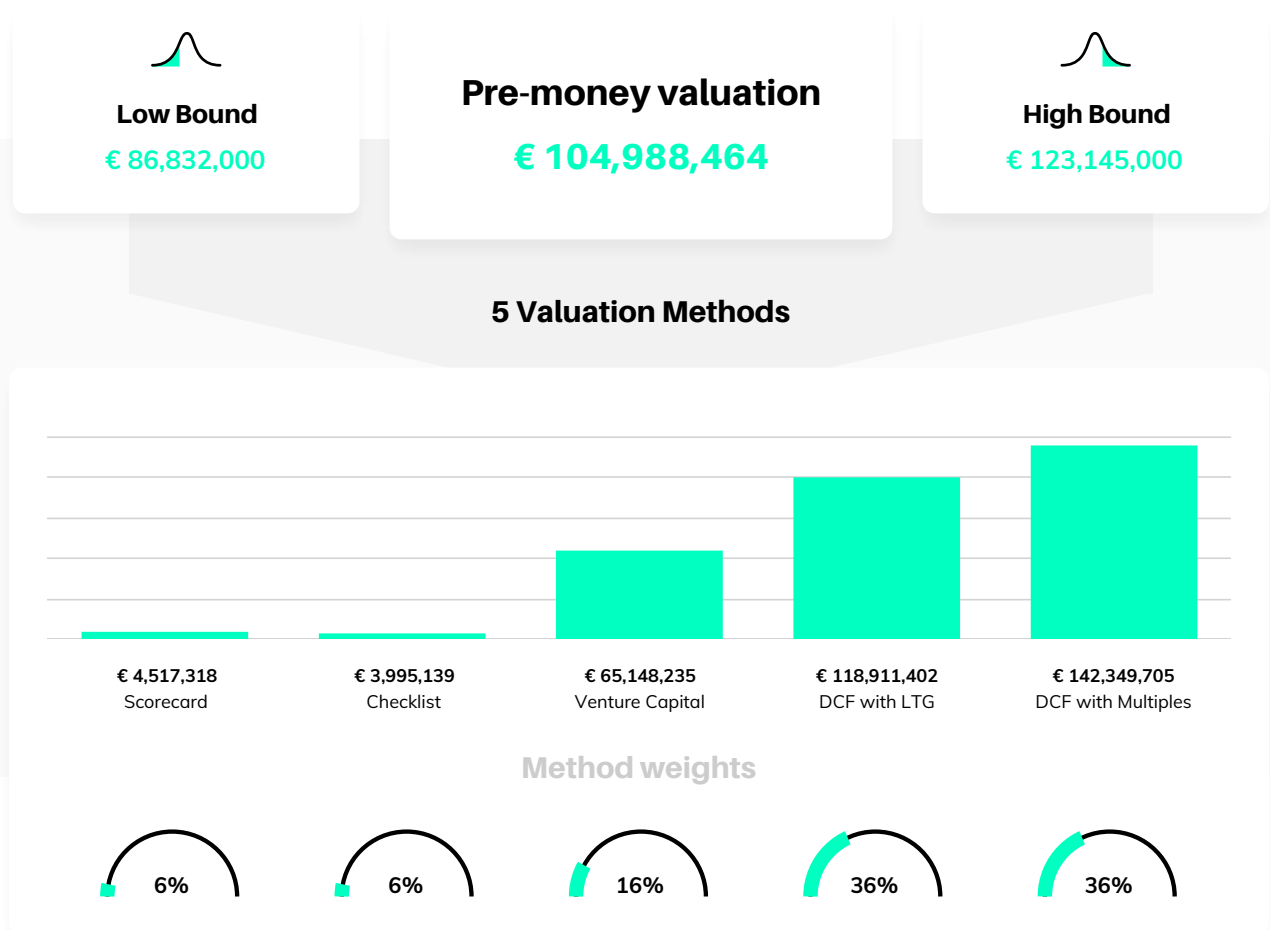 Low Bound
€ 86,832,000
Pre-money valuation
€ 104,988,464
High Bound
€ 123,145,000
5 Valuation Methods
€ 4,517,318
Scorecard
€ 3,995,139
Checklist
€ 65,148,235
Venture Capital
€ 118,911,402
DCF with LTG
€ 142,349,705
DCF with Multiples
Method weights
6%
6%
16%
36%
36%